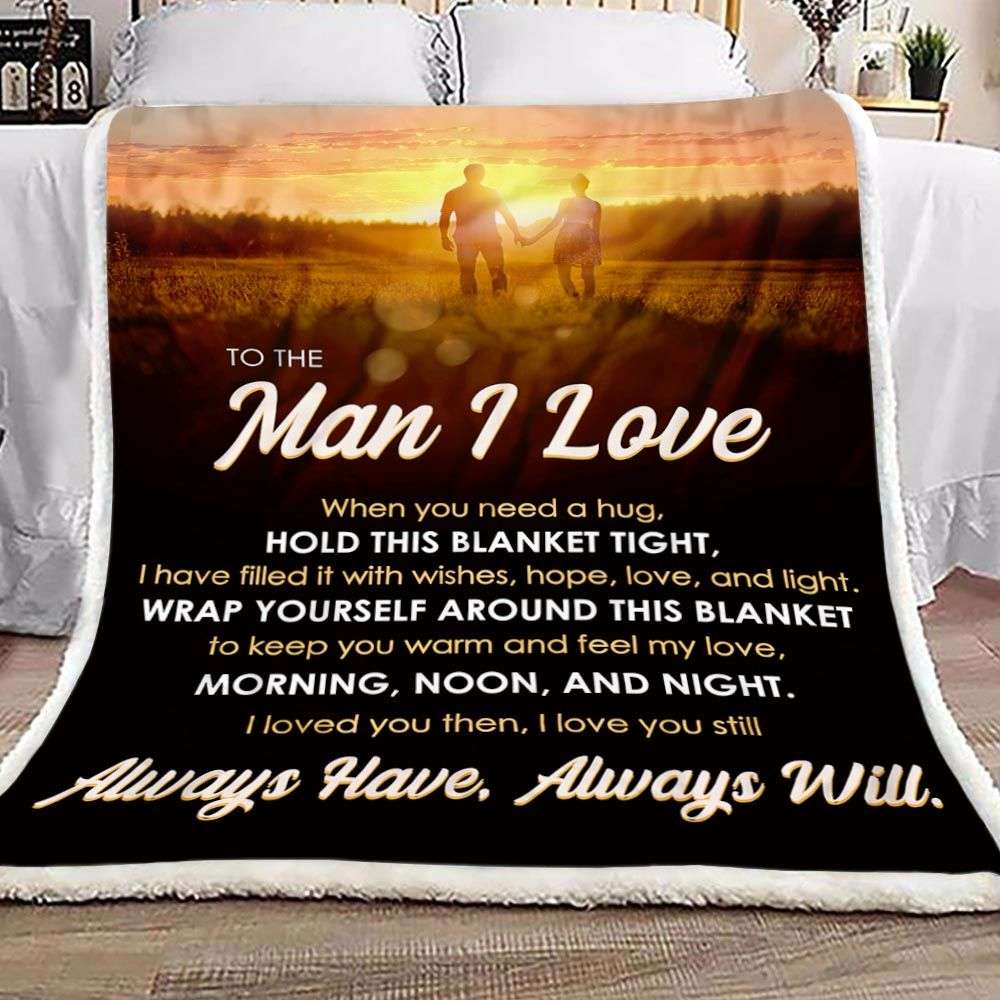 TO THE
Man I Love
When you need a hug,
HOLD THIS BLANKET TIGHT,
I have filled it with wishes, hope, love, and light.
WRAP YOURSELF AROUND THIS BLANKET
to keep you warm and feel my love,
MORNING, NOON, AND NIGHT.
I loved you then, I love you still
Always Have, Always Will.
8